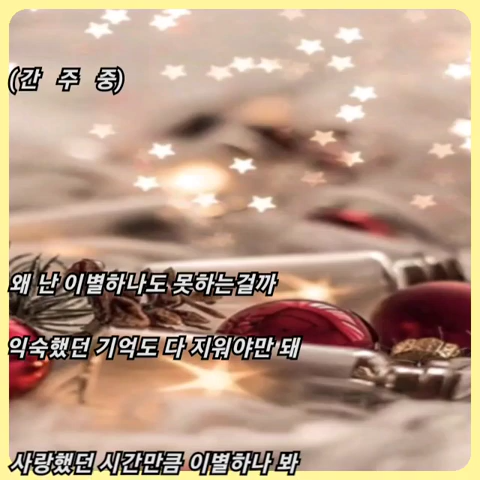 (간 주 중)
왜 난 이별하나도 못하는걸까
익숙했던 기억도 다 지워야만 돼
사랑했던 시간만큼 이별하나 봐